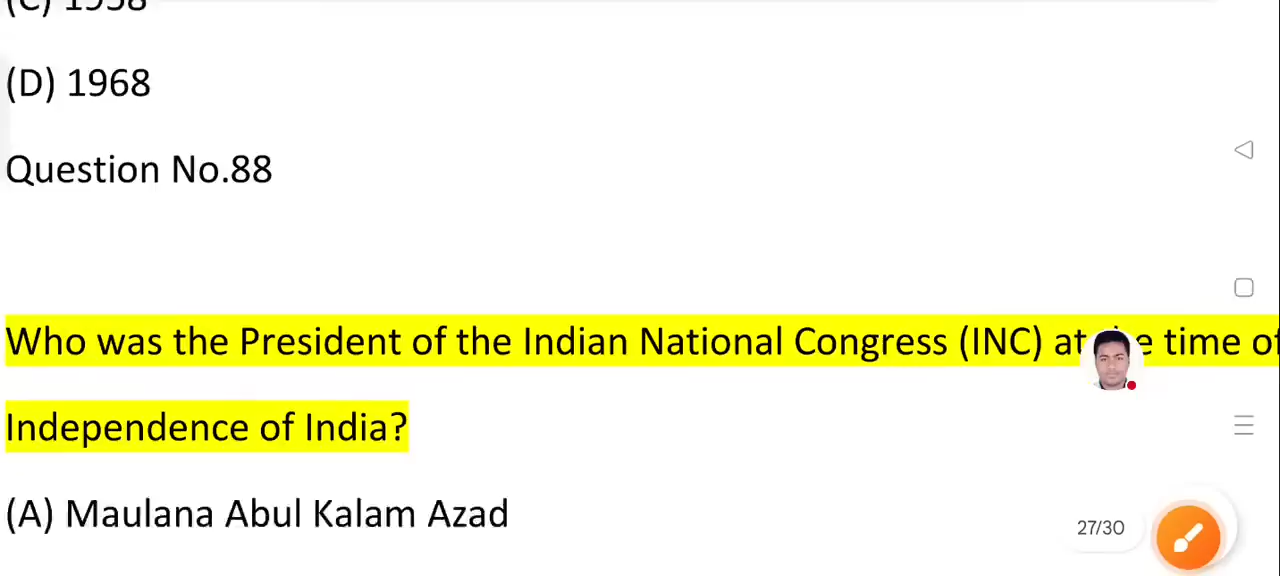 (C) 1958
(D) 1968
Question No.88
Who was the President of the Indian National Congress (INC) at time of
Independence of India?
(A) Maulana Abul Kalam Azad
27/30